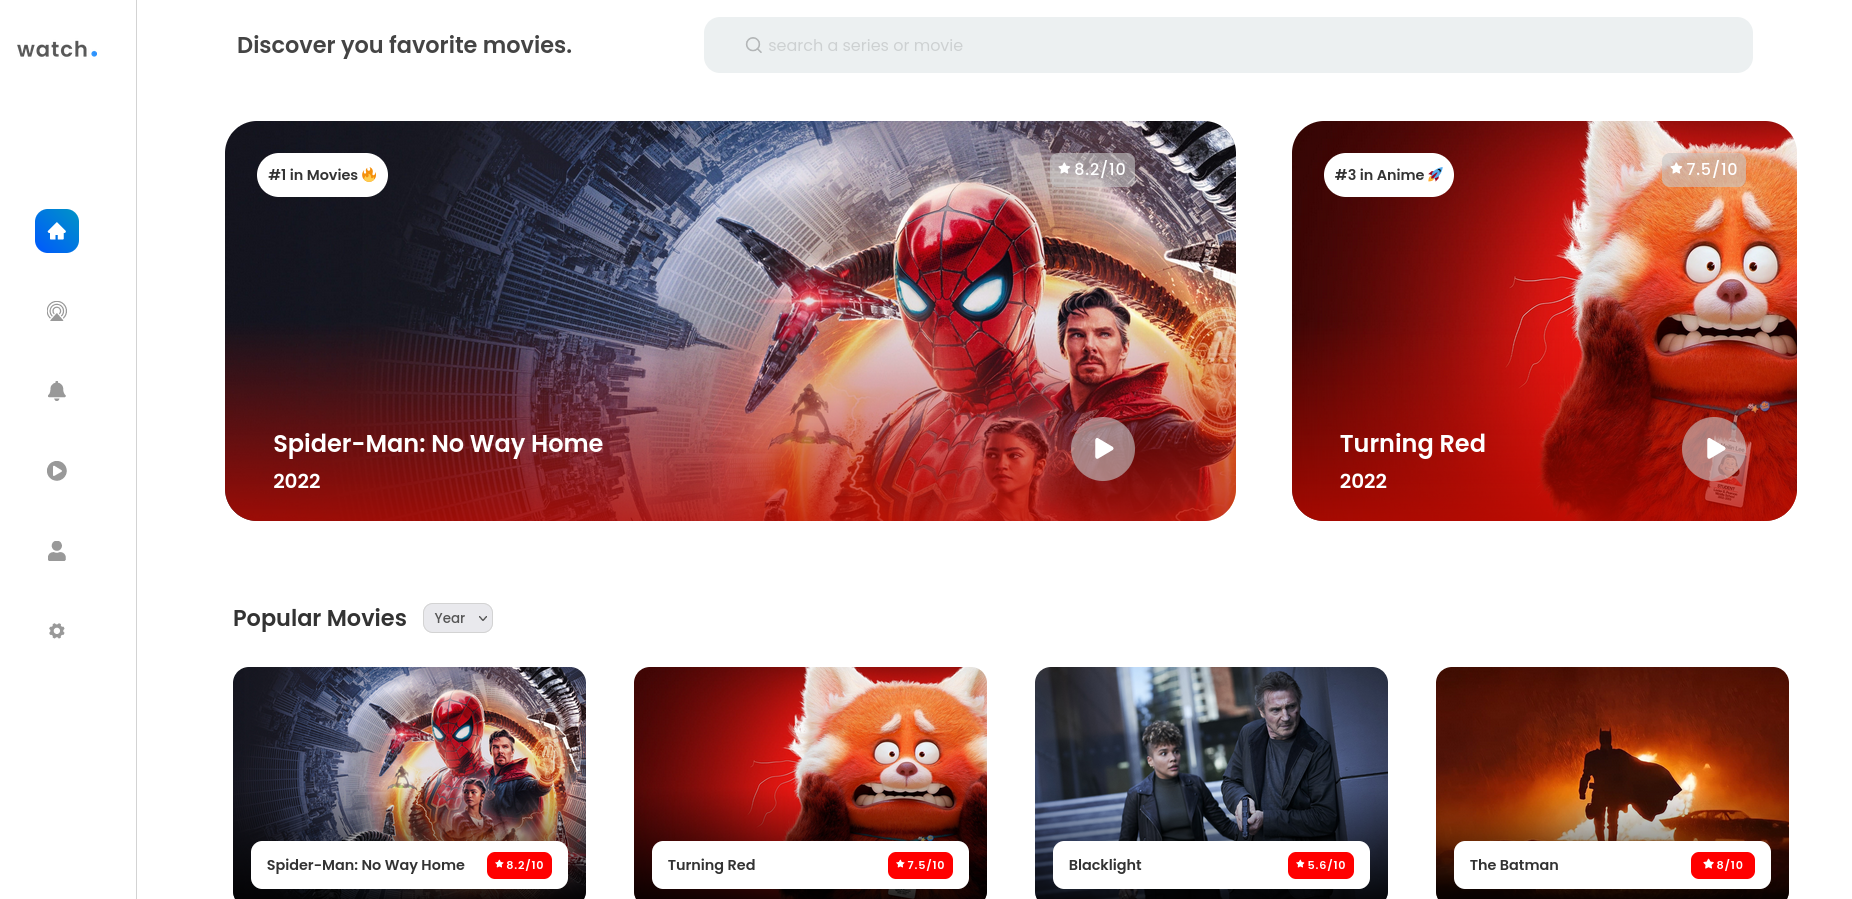 watch.
Discover you favorite movies.
search a series or movie
#1 in Movies 🔥
8.2/10
Spider-Man: No Way Home
2022
#3 in Anime 🚀
7.5/10
Turning Red
2022
Popular Movies
Year
Spider-Man: No Way Home
8.2/10
Turning Red
7.5/10
Blacklight
5.6/10
The Batman
8/10